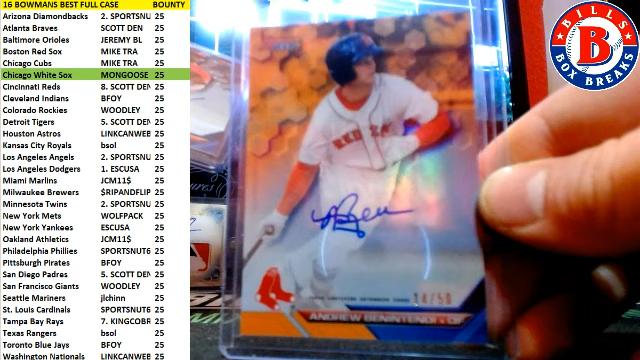 16 BOWMANS BEST FULL CASE BOUNTY
Arizona Diamondbacks 2. SPORTSNU 25
Atlanta Braves SCOTT DEN 25
Baltimore Orioles JEREMY BL 25
Boston Red Sox MIKE TRA 25
Chicago Cubs MIKE TRA 25
Chicago White Sox MONGOOSE 25
Cincinnati Reds 8. SCOTT DEN 25
Cleveland Indians BFOY 25
Colorado Rockies WOODLEY 25
Detroit Tigers 5. SCOTT DEN 25
Houston Astros LINKCANWEB 25
Kansas City Royals bsol 25
Los Angeles Angels 2. SPORTSNU 25
Los Angeles Dodgers 1. ESCUSA 25
Miami Marlins JCM11$ 25
Milwaukee Brewers $RIPANDFLIP 25
Minnesota Twins 2. SPORTNU 25
New York Mets WOLFPACK 25
New York Yankees ESCUSA 25
Oakland Athletics JCM11$ 25
Philadelphia Phillies SPORTSNUT6 25
Pittsburgh Pirates BFOY 25
San Diego Padres 5. SCOTT DEN 25
San Francisco Giants WOODLEY 25
Seattle Mariners jlchinn 25
St. Louis Cardinals SPORTSNUT6 25
Tampa Bay Rays 7. KINGCOBR 25
Texas Rangers bsol 25
Toronto Blue Jays BFOY 25
Washington Nationals LINKCANWEB 25
RED SOX
14/50
ANDREW BENINTENDI • OF
BILLS
B
BOX BREAKS